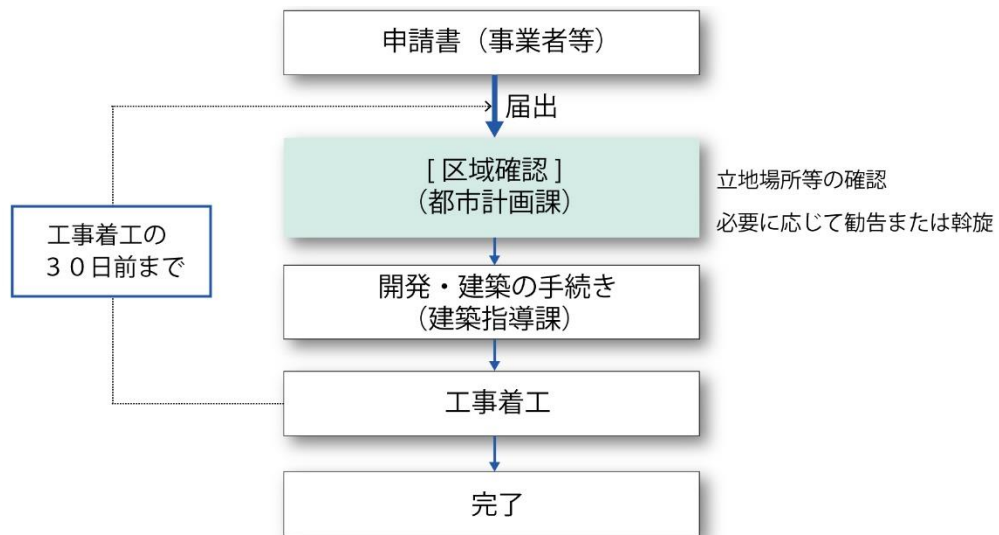 申請書（事業者等）
届出
[ 区域確認 ]
（都市計画課）
立地場所等の確認
必要に応じて勧告または斡旋
工事着工の
３０日前まで
開発・建築の手続き
（建築指導課）
工事着工
完了